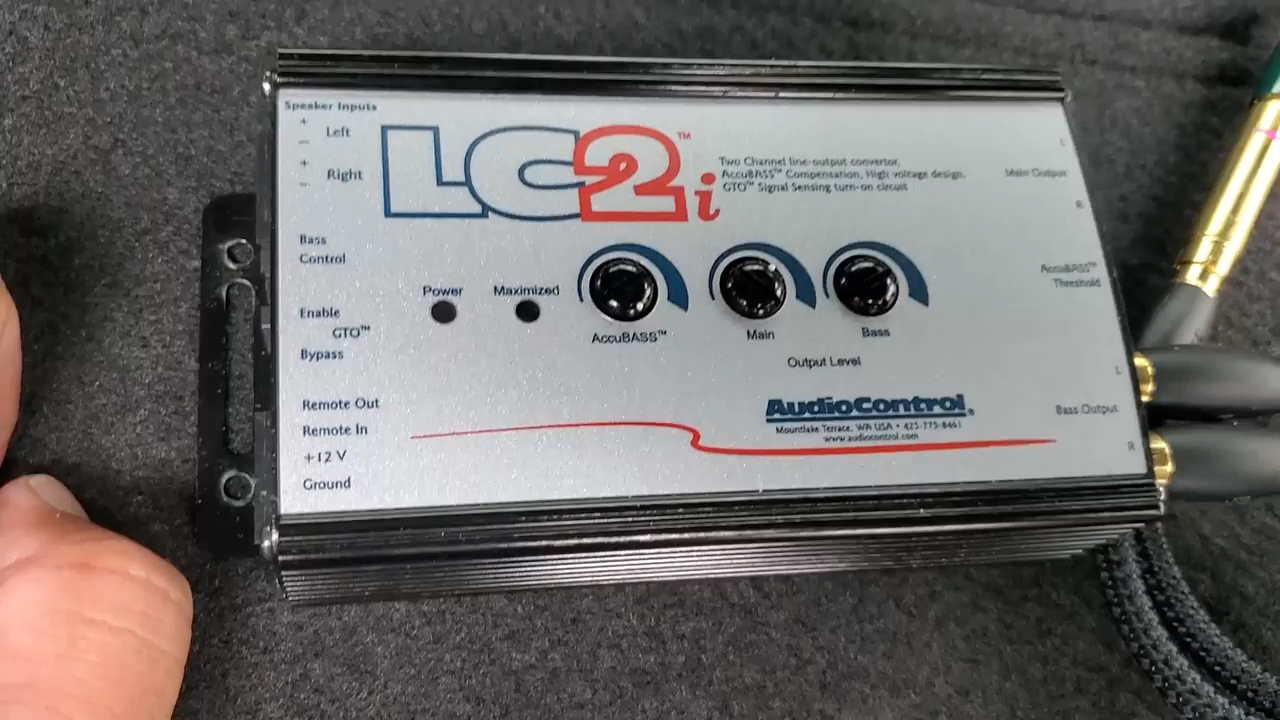 Speaker Inputs
+
Left
−
+
Right
−
LC2i™
Two Channel line-output convertor,
AccuBASS™ Compensation, High voltage design,
GTO™ Signal Sensing turn-on circuit
L
Main Output
R
Bass
Control
Power
Maximized
AccuBASS™
Main
Bass
Output Level
AccuBASS™
Threshold
Enable
GTO™
Bypass
Remote Out
Remote In
+12 V
Ground
AudioControl®
Mountlake Terrace, WA USA • 425-775-8461
www.audiocontrol.com
L
Bass Output
R